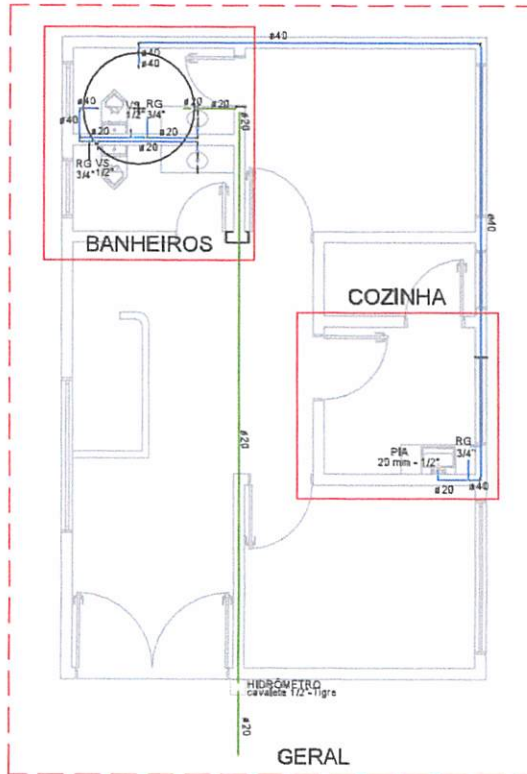 ø40
ø40
ø40
ø40
VS
1/2"
RG
3/4"
ø20
ø20
ø40
ø20
ø20
ø20
ø20
RG
3/4"
VS
1/2"
BANHEIROS
ø40
COZINHA
PIA
20 mm - 1/2"
RG
3/4"
ø20
ø40
ø20
HIDRÔMETRO
cavalete 1/2" - Tigre
ø20
GERAL